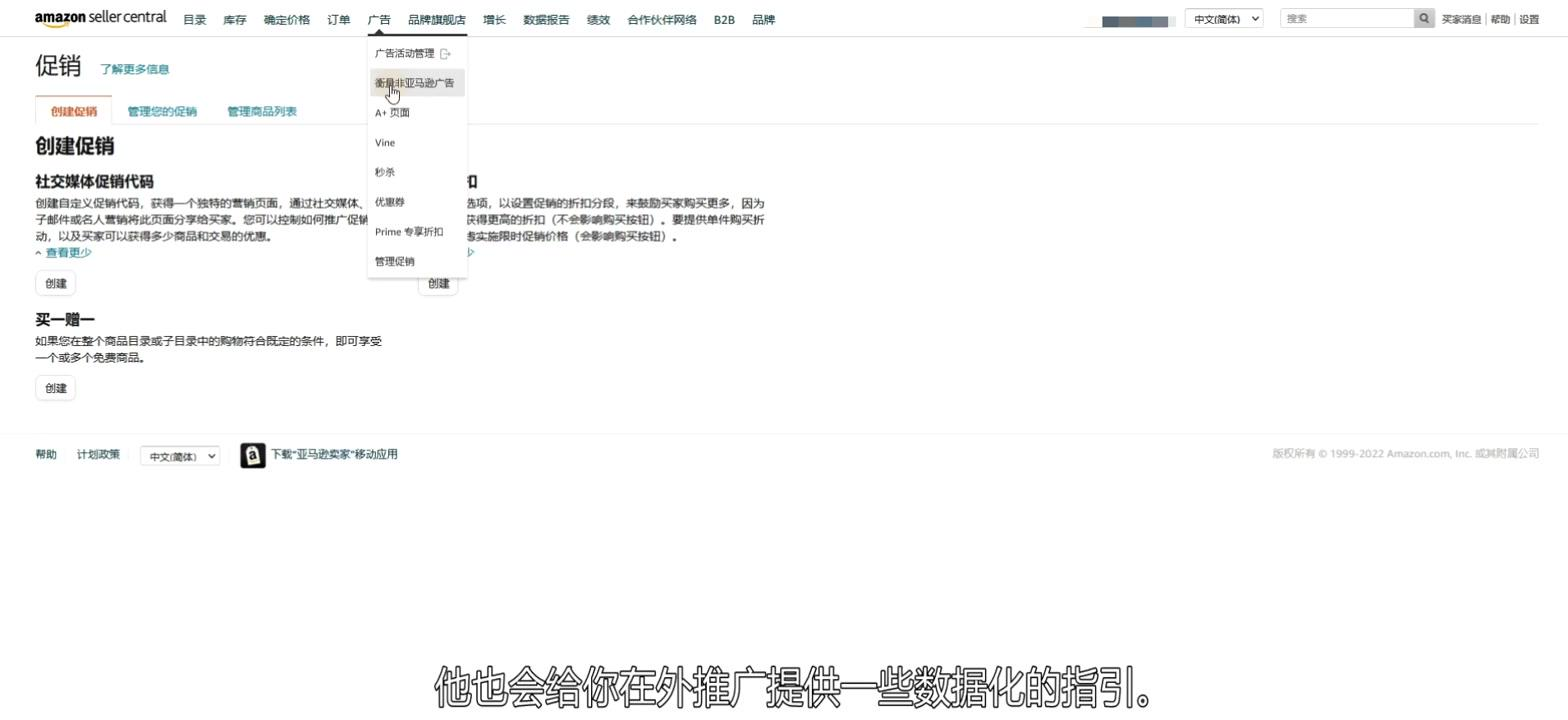 amazon seller central 目录 库存 确定价格 订单 广告 品牌旗舰店 增长 数据报告 绩效 合作伙伴网络 B2B 品牌 中文(简体) 搜索 买家消息 | 帮助 | 设置
促销 了解更多信息
创建促销 管理您的促销 管理商品列表
广告活动管理
衡量非亚马逊广告
A+ 页面
Vine
秒杀
优惠券
Prime 专享折扣
管理促销
创建促销
社交媒体促销代码
创建自定义促销代码，获得一个独特的营销页面，通过社交媒体、
子邮件或名人营销将此页面分享给买家。您可以控制如何推广促销
动，以及买家可以获得多少商品和交易的优惠。
查看更少
创建
扣
选项，以设置促销的折扣分段，来鼓励买家购买更多，因为
获得更高的折扣（不会影响购买按钮）。要提供单件购买折
虑实施限时促销价格（会影响购买按钮）。
创建
买一赠一
如果您在整个商品目录或子目录中的购物符合既定的条件，即可享受
一个或多个免费商品。
创建
帮助 计划政策 中文(简体) 下载“亚马逊卖家”移动应用 版权所有 © 1999-2022 Amazon.com, Inc. 或其附属公司
他也会给你在外推广提供一些数据化的指引。